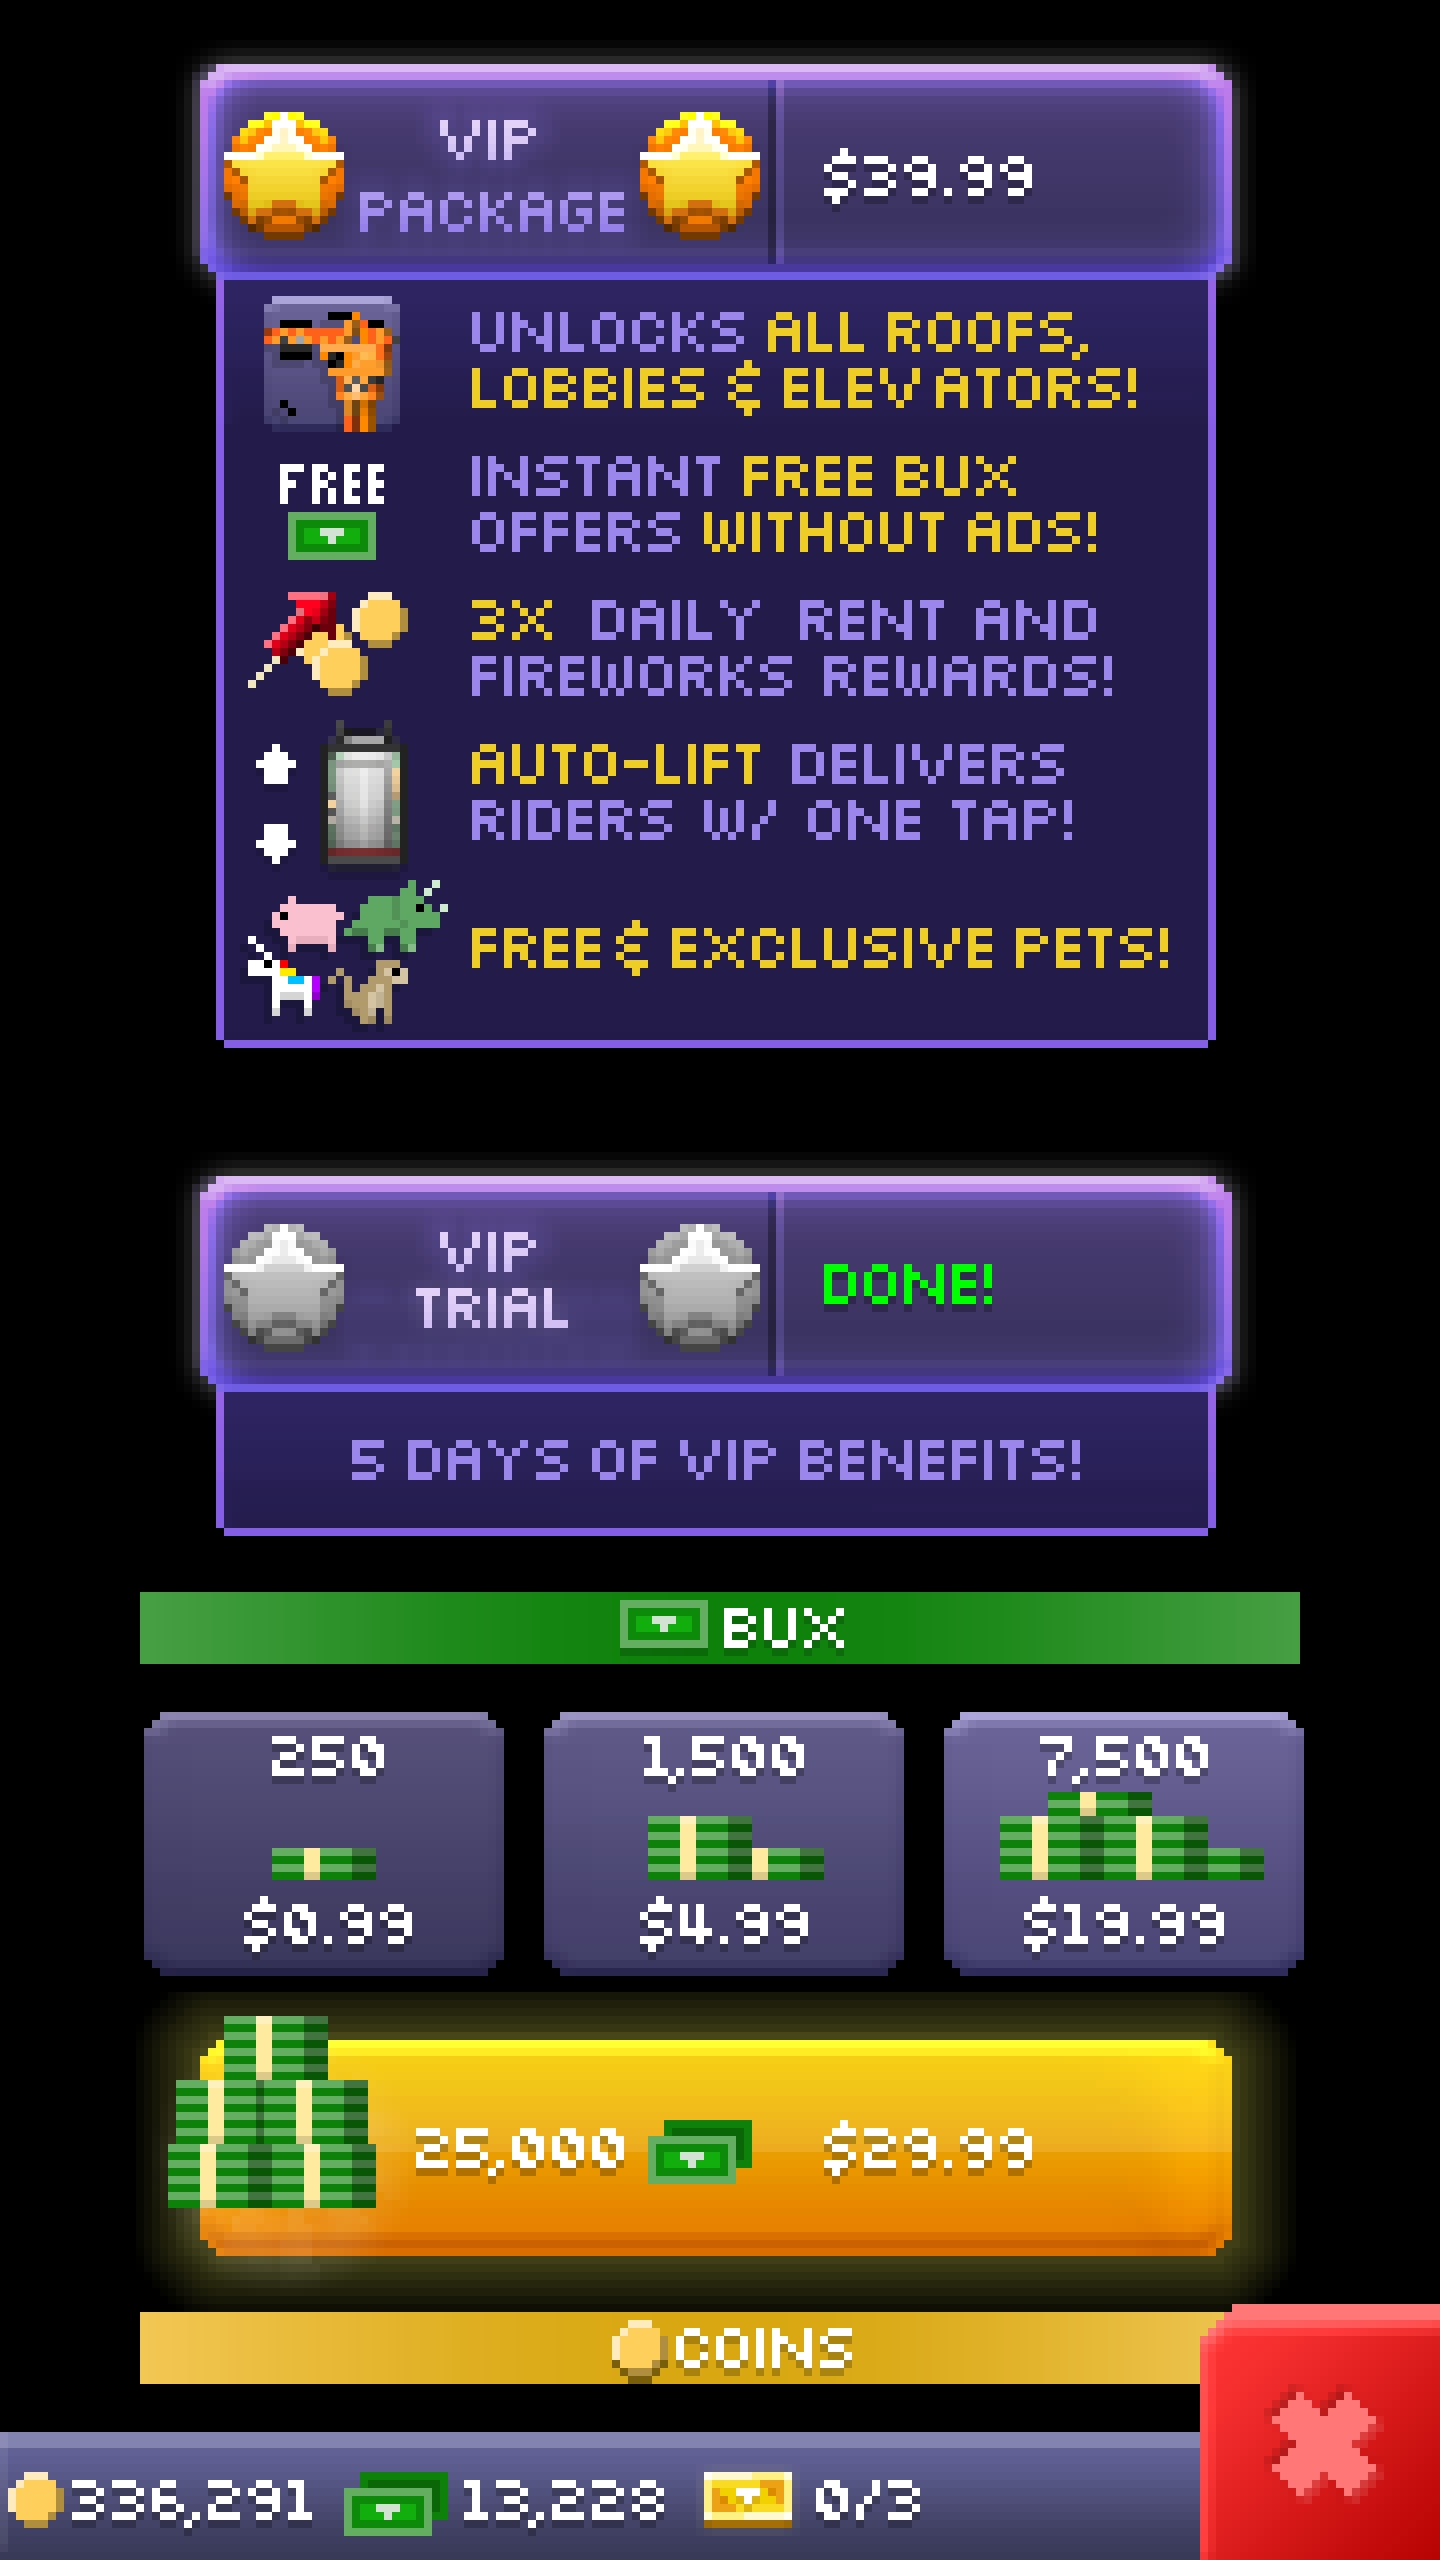 VIP
PACKAGE
$39.99
UNLOCKS ALL ROOFS,
LOBBIES & ELEVATORS!
FREE
INSTANT FREE BUX
OFFERS WITHOUT ADS!
3X DAILY RENT AND
FIREWORKS REWARDS!
AUTO-LIFT DELIVERS
RIDERS W/ ONE TAP!
FREE & EXCLUSIVE PETS!
VIP
TRIAL
DONE!
5 DAYS OF VIP BENEFITS!
BUX
250
$0.99
1,500
$4.99
7,500
$19.99
25,000 $29.99
COINS
336,291 13,228 0/3